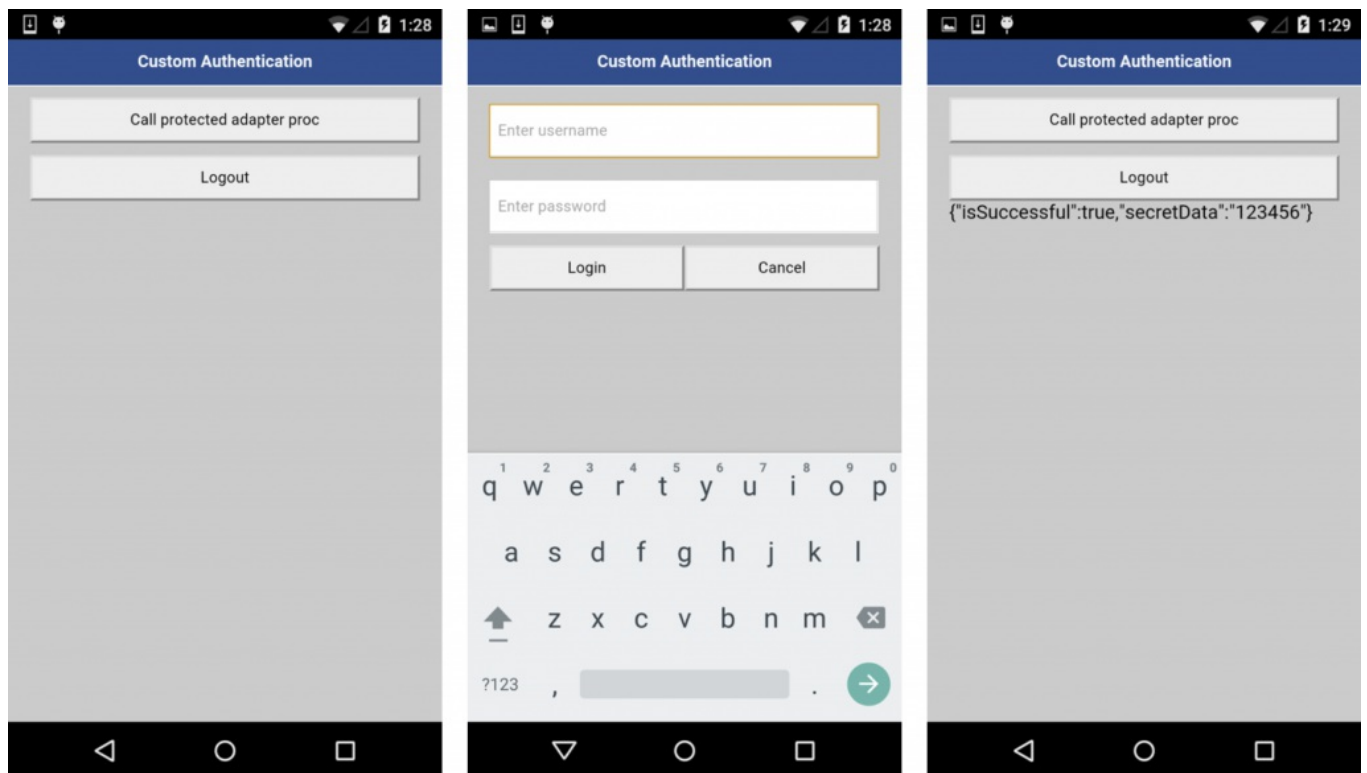 1:28
Custom Authentication
Call protected adapter proc
Logout
1:28
Custom Authentication
Enter username
Enter password
Login Cancel
1 2 3 4 5 6 7 8 9 0
q w e r t y u i o p
a s d f g h j k l
z x c v b n m
?123 , .
1:29
Custom Authentication
Call protected adapter proc
Logout
{"isSuccessful":true,"secretData":"123456"}